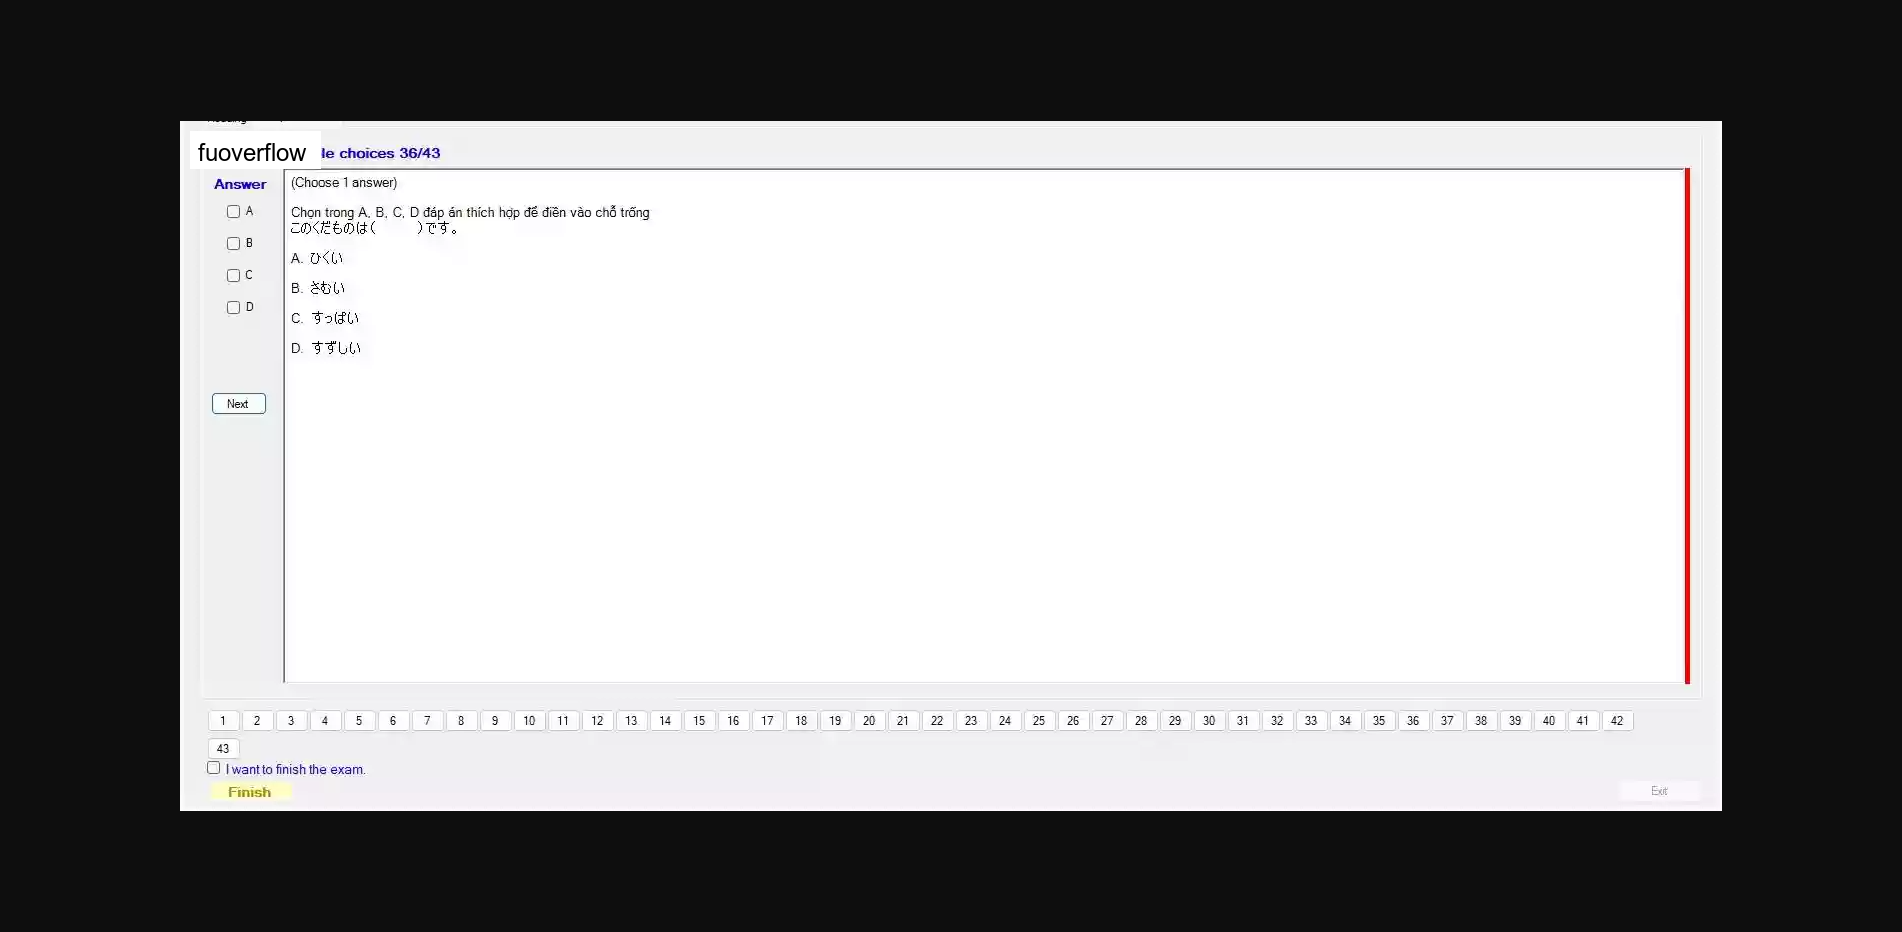 fuoverflow
le choices 36/43
Answer
(Choose 1 answer)
A
B
C
D
Chọn trong A, B, C, D đáp án thích hợp để điền vào chỗ trống
このくだものは( )です。
A. ひくい
B. さむい
C. すっぱい
D. すずしい
Next
1 2 3 4 5 6 7 8 9 10 11 12 13 14 15 16 17 18 19 20 21 22 23 24 25 26 27 28 29 30 31 32 33 34 35 36 37 38 39 40 41 42
43
I want to finish the exam.
Finish
Exit